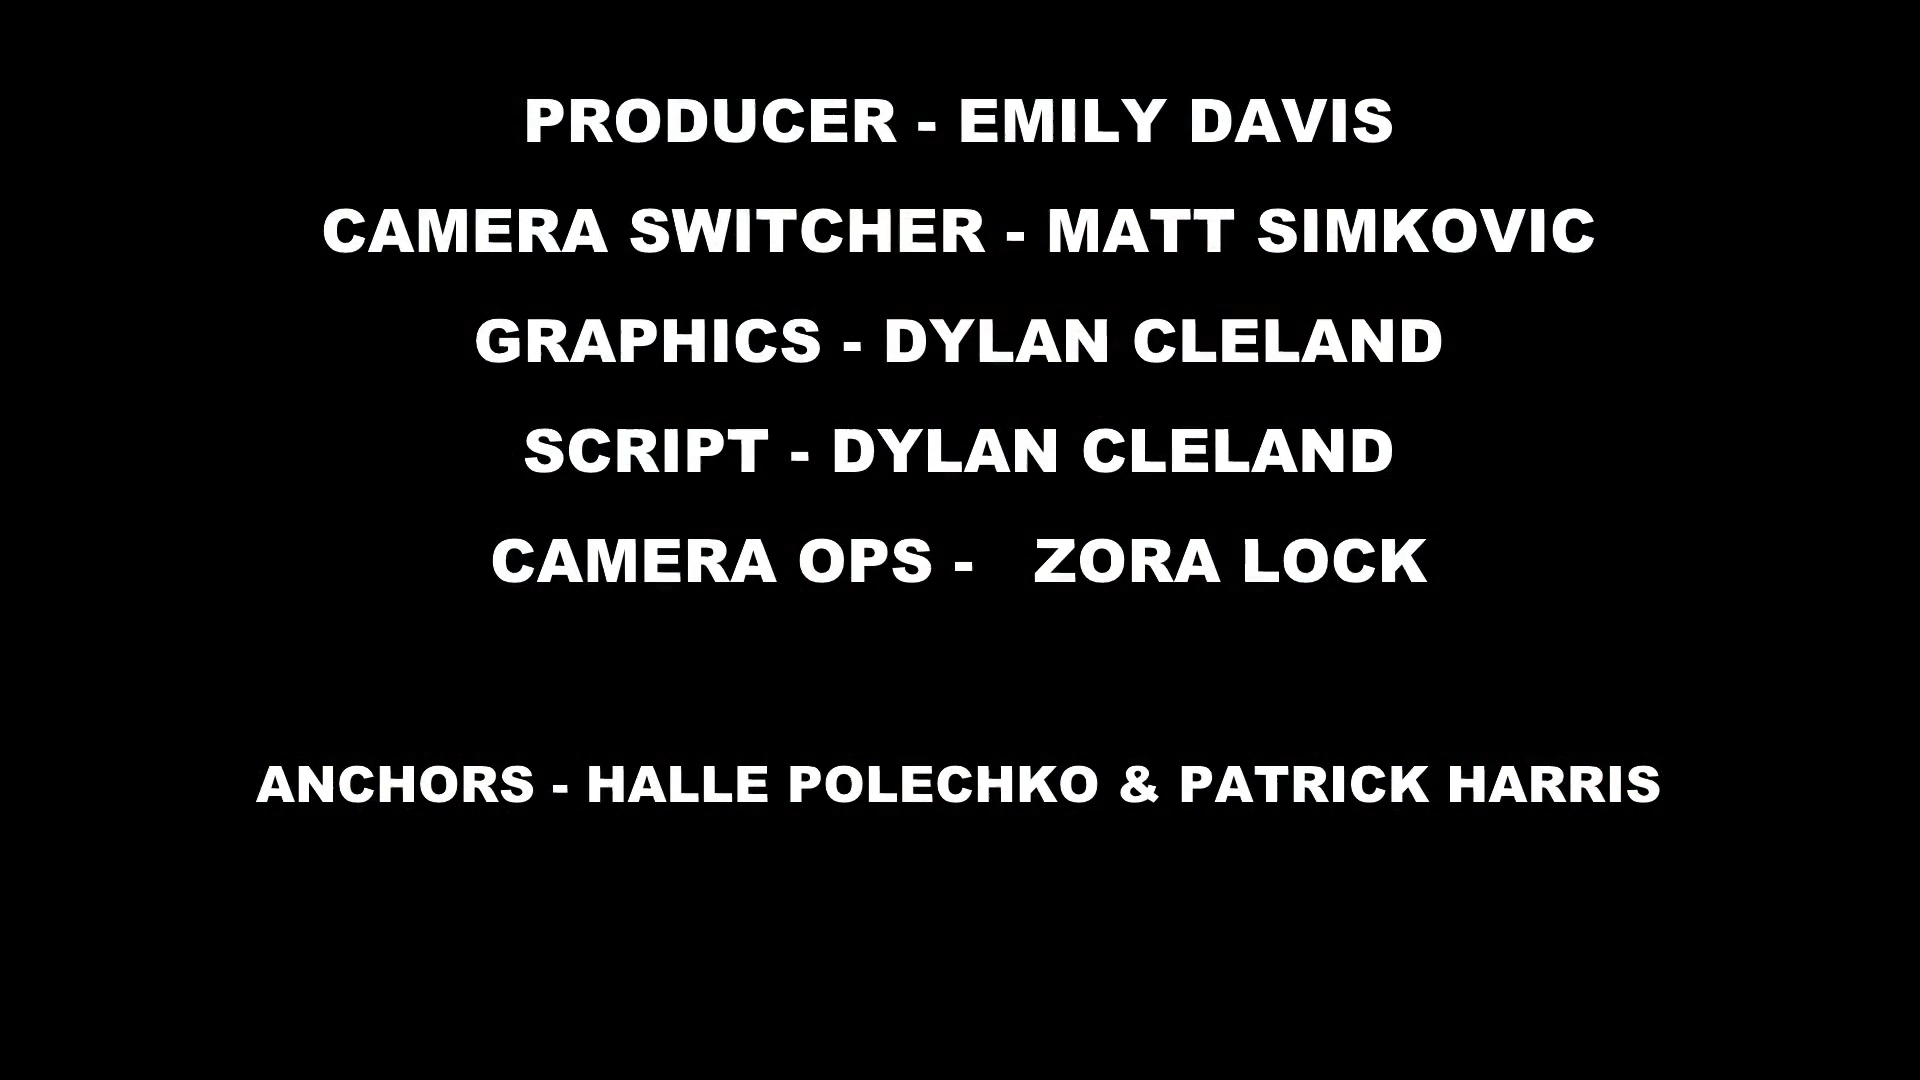 PRODUCER - EMILY DAVIS
CAMERA SWITCHER - MATT SIMKOVIC
GRAPHICS - DYLAN CLELAND
SCRIPT - DYLAN CLELAND
CAMERA OPS -   ZORA LOCK
ANCHORS - HALLE POLECHKO & PATRICK HARRIS